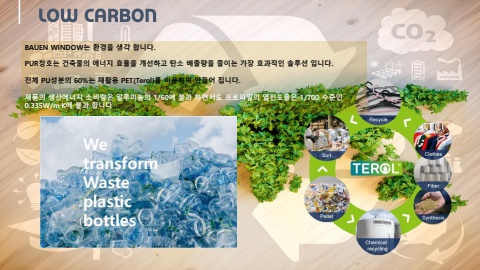 LOW CARBON
CO2
BAUEN WINDOW는 환경을 생각 합니다.
PUR창호는 건축물의 에너지 효율을 개선하고 탄소 배출량을 줄이는 가장 효과적인 솔루션 입니다.
전체 PU성분의 60%는 재활용 PET(Terol)를 이용하여 만들어 집니다.
제품의 생산에너지 소비량은 알루미늄의 1/60에 불과 하면서도 프로파일의 열전도율은 1/700 수준인
0.335W/m·K에 불과 합니다.
We
transform
Waste
plastic
bottles
Recycle
Clothes
Fiber
Synthesis
Chemical
recycling
Pellet
Sort
TEROL